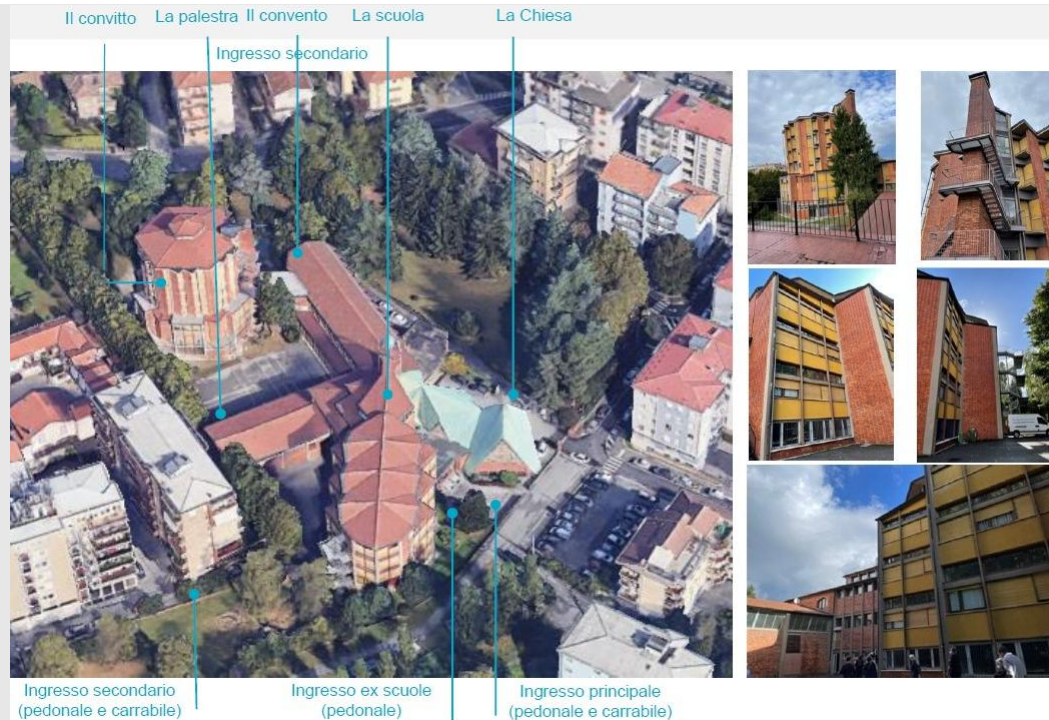 Il convitto
La palestra
Il convento
La scuola
La Chiesa
Ingresso secondario
Ingresso secondario
(pedonale e carrabile)
Ingresso ex scuole
(pedonale)
Ingresso principale
(pedonale e carrabile)